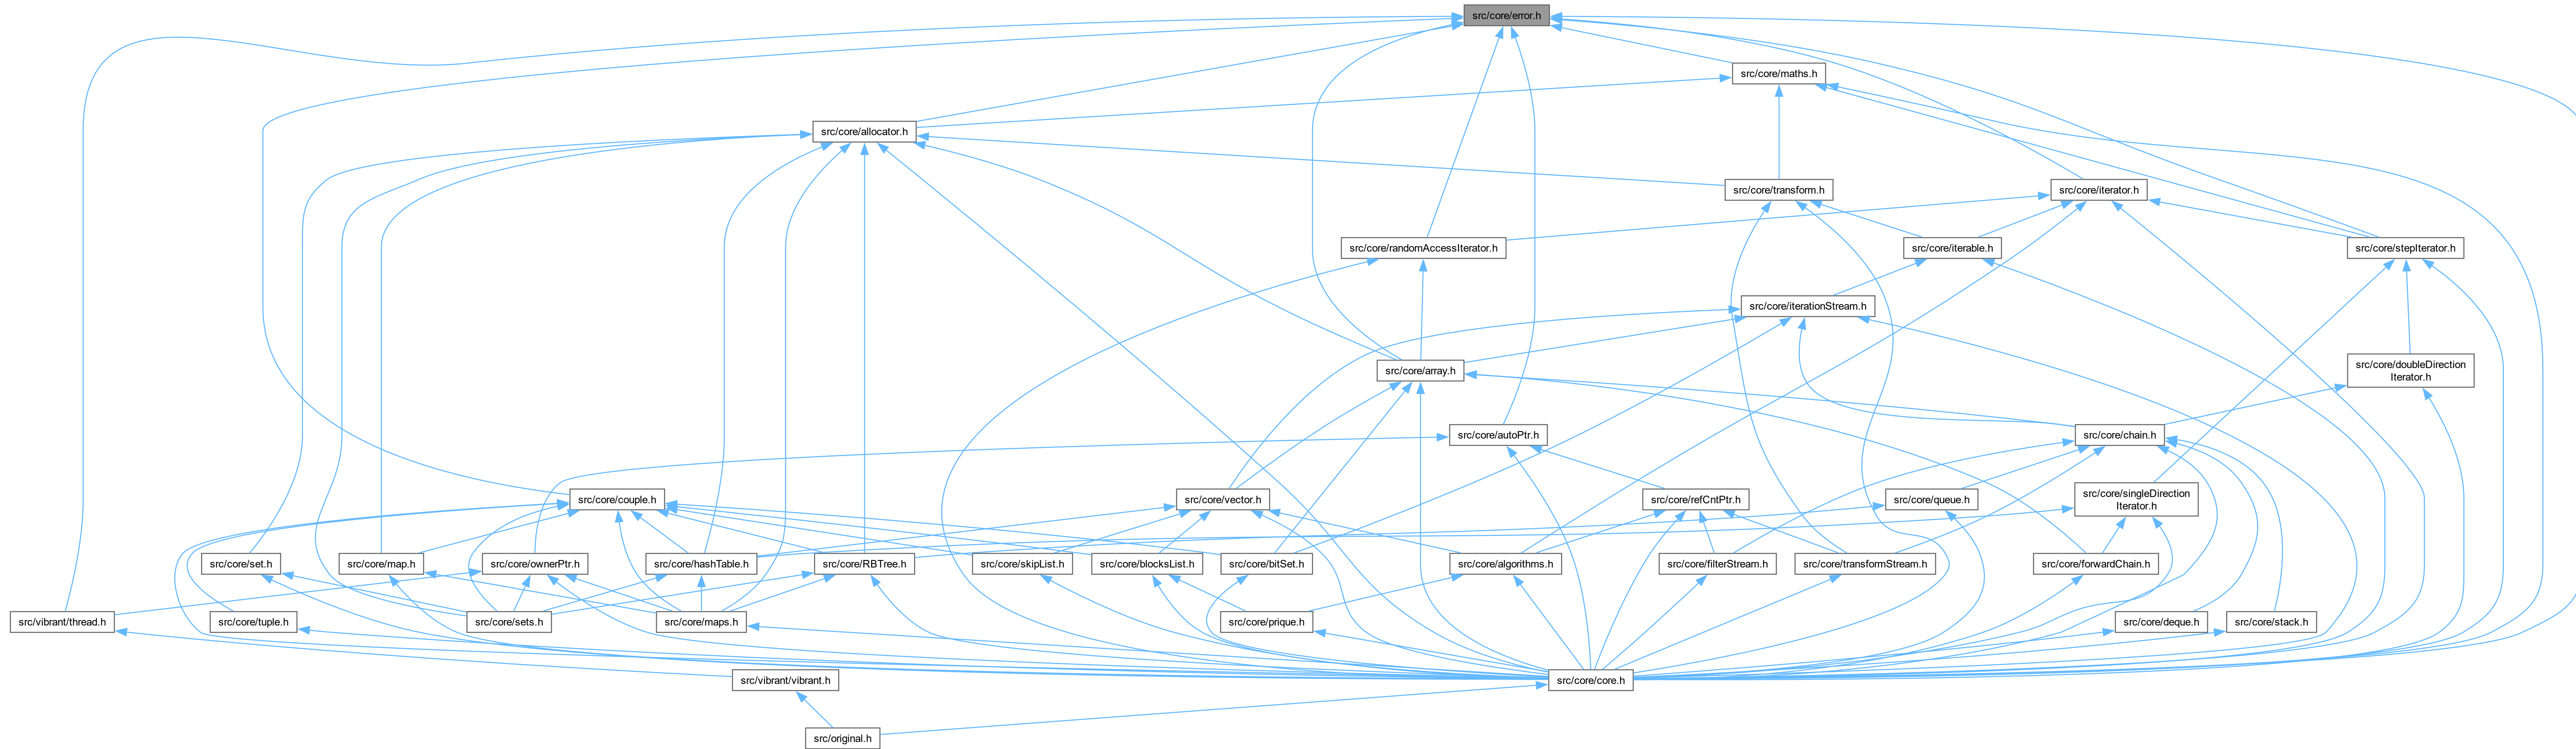 src/core/error.h
src/core/maths.h
src/core/allocator.h
src/core/transform.h
src/core/iterator.h
src/core/randomAccessIterator.h
src/core/iterable.h
src/core/stepIterator.h
src/core/iterationStream.h
src/core/array.h
src/core/doubleDirection
Iterator.h
src/core/autoPtr.h
src/core/chain.h
src/core/couple.h
src/core/vector.h
src/core/refCntPtr.h
src/core/queue.h
src/core/singleDirection
Iterator.h
src/core/set.h
src/core/map.h
src/core/ownerPtr.h
src/core/hashTable.h
src/core/RBTree.h
src/core/skipList.h
src/core/blocksList.h
src/core/bitSet.h
src/core/algorithms.h
src/core/filterStream.h
src/core/transformStream.h
src/core/forwardChain.h
src/vibrant/thread.h
src/core/tuple.h
src/core/sets.h
src/core/maps.h
src/core/prique.h
src/core/deque.h
src/core/stack.h
src/vibrant/vibrant.h
src/core/core.h
src/original.h